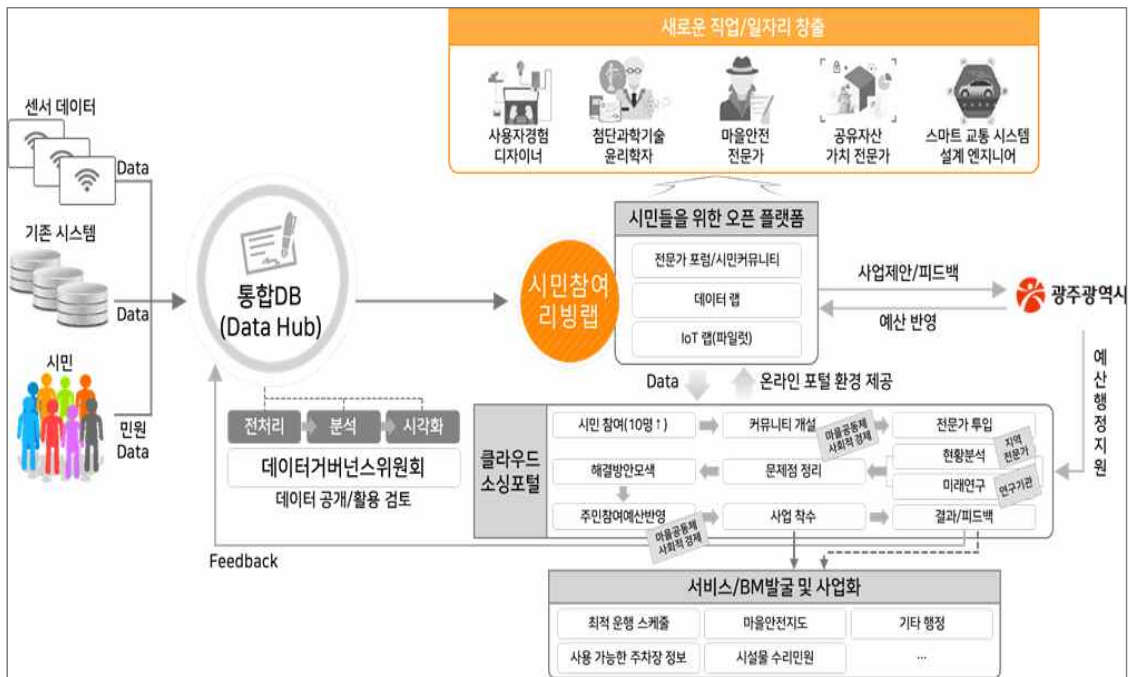 새로운 직업/일자리 창출
사용자경험
디자이너
첨단과학기술
윤리학자
마을안전
전문가
공유자산
가치 전문가
스마트 교통 시스템
설계 엔지니어
센서 데이터
Data
기존 시스템
Data
시민
민원
Data
통합DB
(Data Hub)
전처리
분석
시각화
데이터거버넌스위원회
데이터 공개/활용 검토
Feedback
시민참여
리빙랩
시민들을 위한 오픈 플랫폼
전문가 포럼/시민커뮤니티
데이터 랩
IoT 랩(파일럿)
사업제안/피드백
예산 반영
광주광역시
예산행정지원
Data
온라인 포털 환경 제공
클라우드
소싱포털
시민 참여(10명↑)
커뮤니티 개설
마을공동체
사회적 경제
전문가 투입
해결방안모색
문제점 정리
현황분석
미래연구
지역
전문가
연구기관
주민참여예산반영
마을공동체
사회적 경제
사업 착수
결과/피드백
서비스/BM발굴 및 사업화
최적 운행 스케줄
마을안전지도
기타 행정
사용 가능한 주차장 정보
시설물 수리민원
...